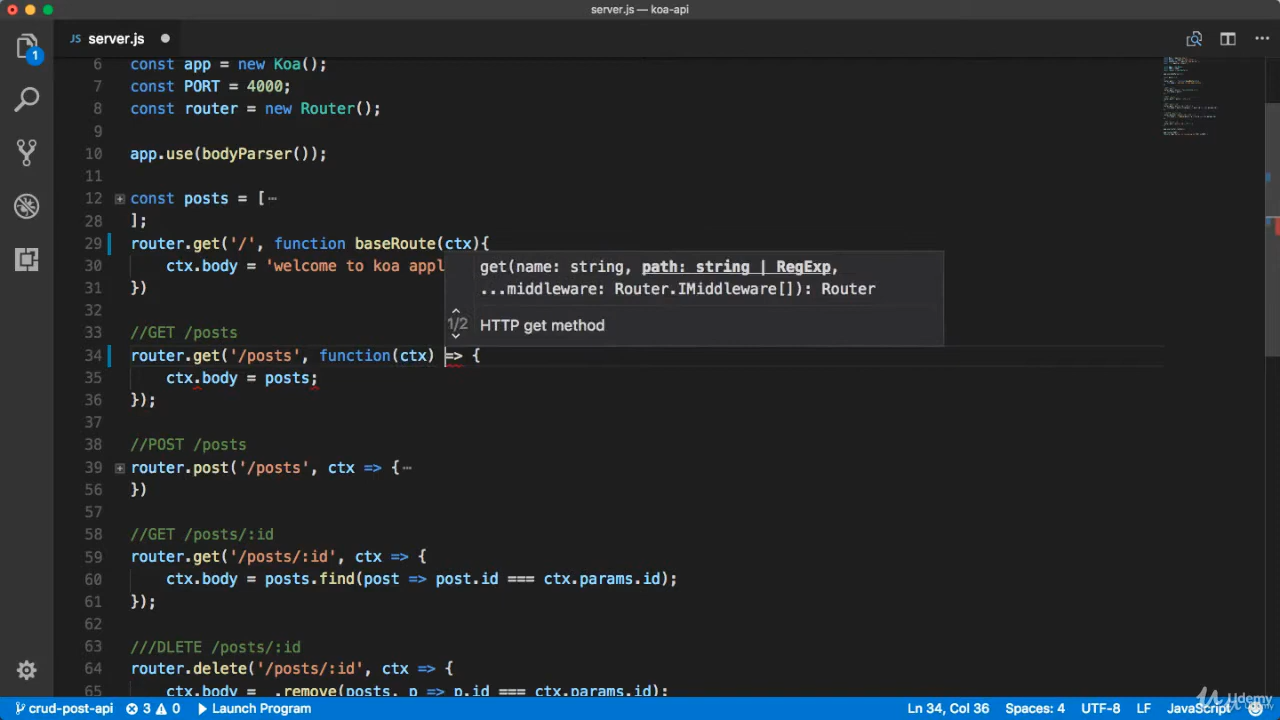 server.js — koa-api
JS server.js
1
6 const app = new Koa();
7 const PORT = 4000;
8 const router = new Router();
9
10 app.use(bodyParser());
11
12 const posts = [
28 ];
29 router.get('/', function baseRoute(ctx){
30 ctx.body = 'welcome to koa appl
31 })
get(name: string, path: string | RegExp,
...middleware: Router.IMiddleware[]): Router
1/2 HTTP get method
32
33 //GET /posts
34 router.get('/posts', function(ctx) => {
35 ctx.body = posts;
36 });
37
38 //POST /posts
39 router.post('/posts', ctx => {
56 })
57
58 //GET /posts/:id
59 router.get('/posts/:id', ctx => {
60 ctx.body = posts.find(post => post.id === ctx.params.id);
61 });
62
63 ///DLETE /posts/:id
64 router.delete('/posts/:id', ctx => {
65 ctx.body = _.remove(posts, p => p.id === ctx.params.id);
crud-post-api 3 0 Launch Program Ln 34, Col 36 Spaces: 4 UTF-8 LF JavaScript
Udemy